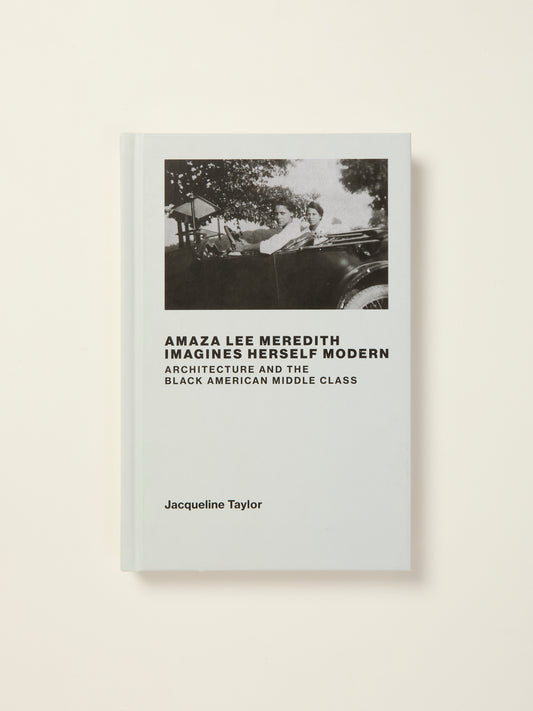 AMAZA LEE MEREDITH
IMAGINES HERSELF MODERN
ARCHITECTURE AND THE
BLACK AMERICAN MIDDLE CLASS
Jacqueline Taylor